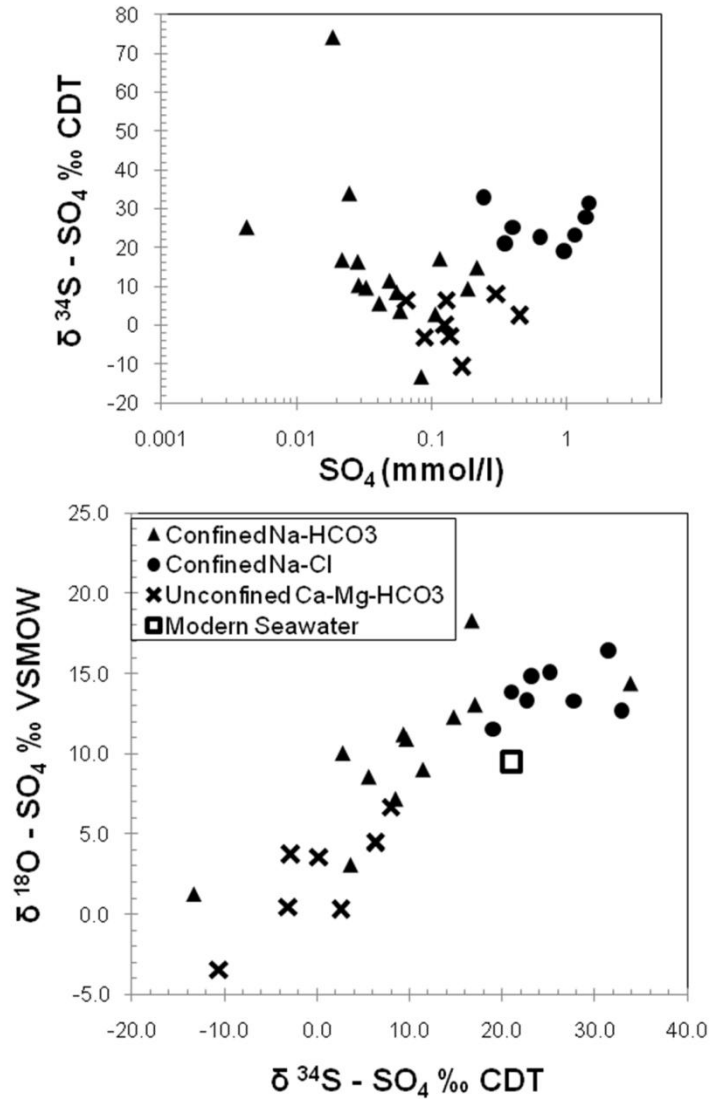 80
70
60
50
40
30
20
10
0
-10
-20
δ ³⁴S - SO₄ ‰ CDT
0.001 0.01 0.1 1
SO₄ (mmol/l)
25.0
20.0
15.0
10.0
5.0
0.0
-5.0
δ ¹⁸O - SO₄ ‰ VSMOW
ConfinedNa-HCO3
ConfinedNa-Cl
Unconfined Ca-Mg-HCO3
Modern Seawater
-20.0 -10.0 0.0 10.0 20.0 30.0 40.0
δ ³⁴S - SO₄ ‰ CDT